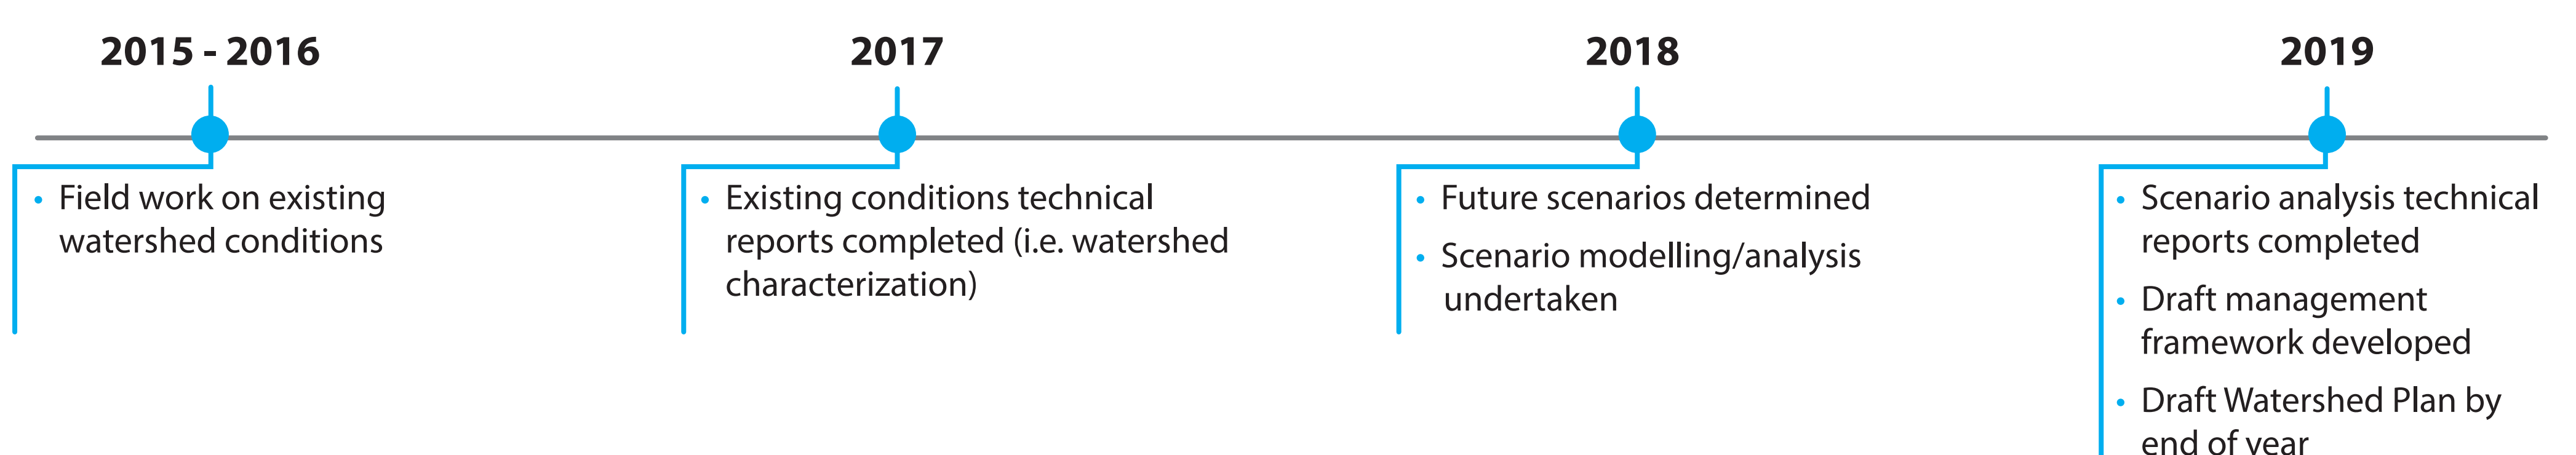 2015 - 2016
• Field work on existing
watershed conditions
2017
• Existing conditions technical
reports completed (i.e. watershed
characterization)
2018
• Future scenarios determined
• Scenario modelling/analysis
undertaken
2019
• Scenario analysis technical
reports completed
• Draft management
framework developed
• Draft Watershed Plan by
end of year